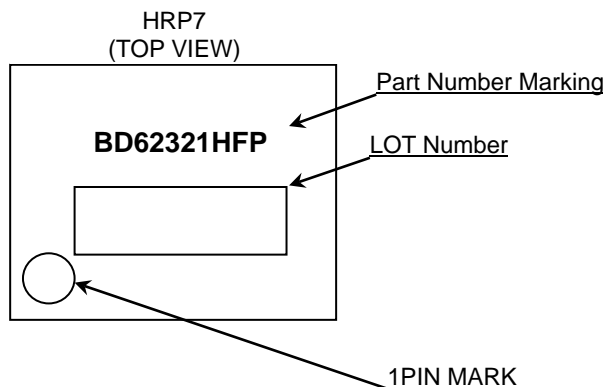 HRP7
(TOP VIEW)
Part Number Marking
BD62321HFP
LOT Number
1PIN MARK